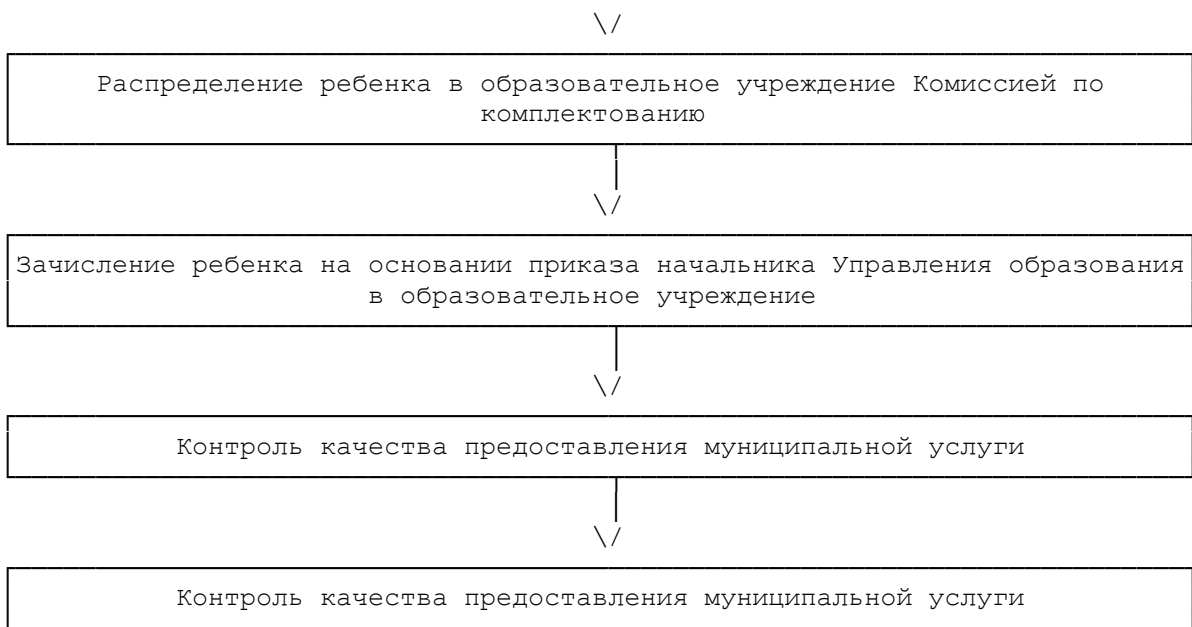 \/
Распределение ребенка в образовательное учреждение Комиссией по
комплектованию
\/
Зачисление ребенка на основании приказа начальника Управления образования
в образовательное учреждение
\/
Контроль качества предоставления муниципальной услуги
\/
Контроль качества предоставления муниципальной услуги